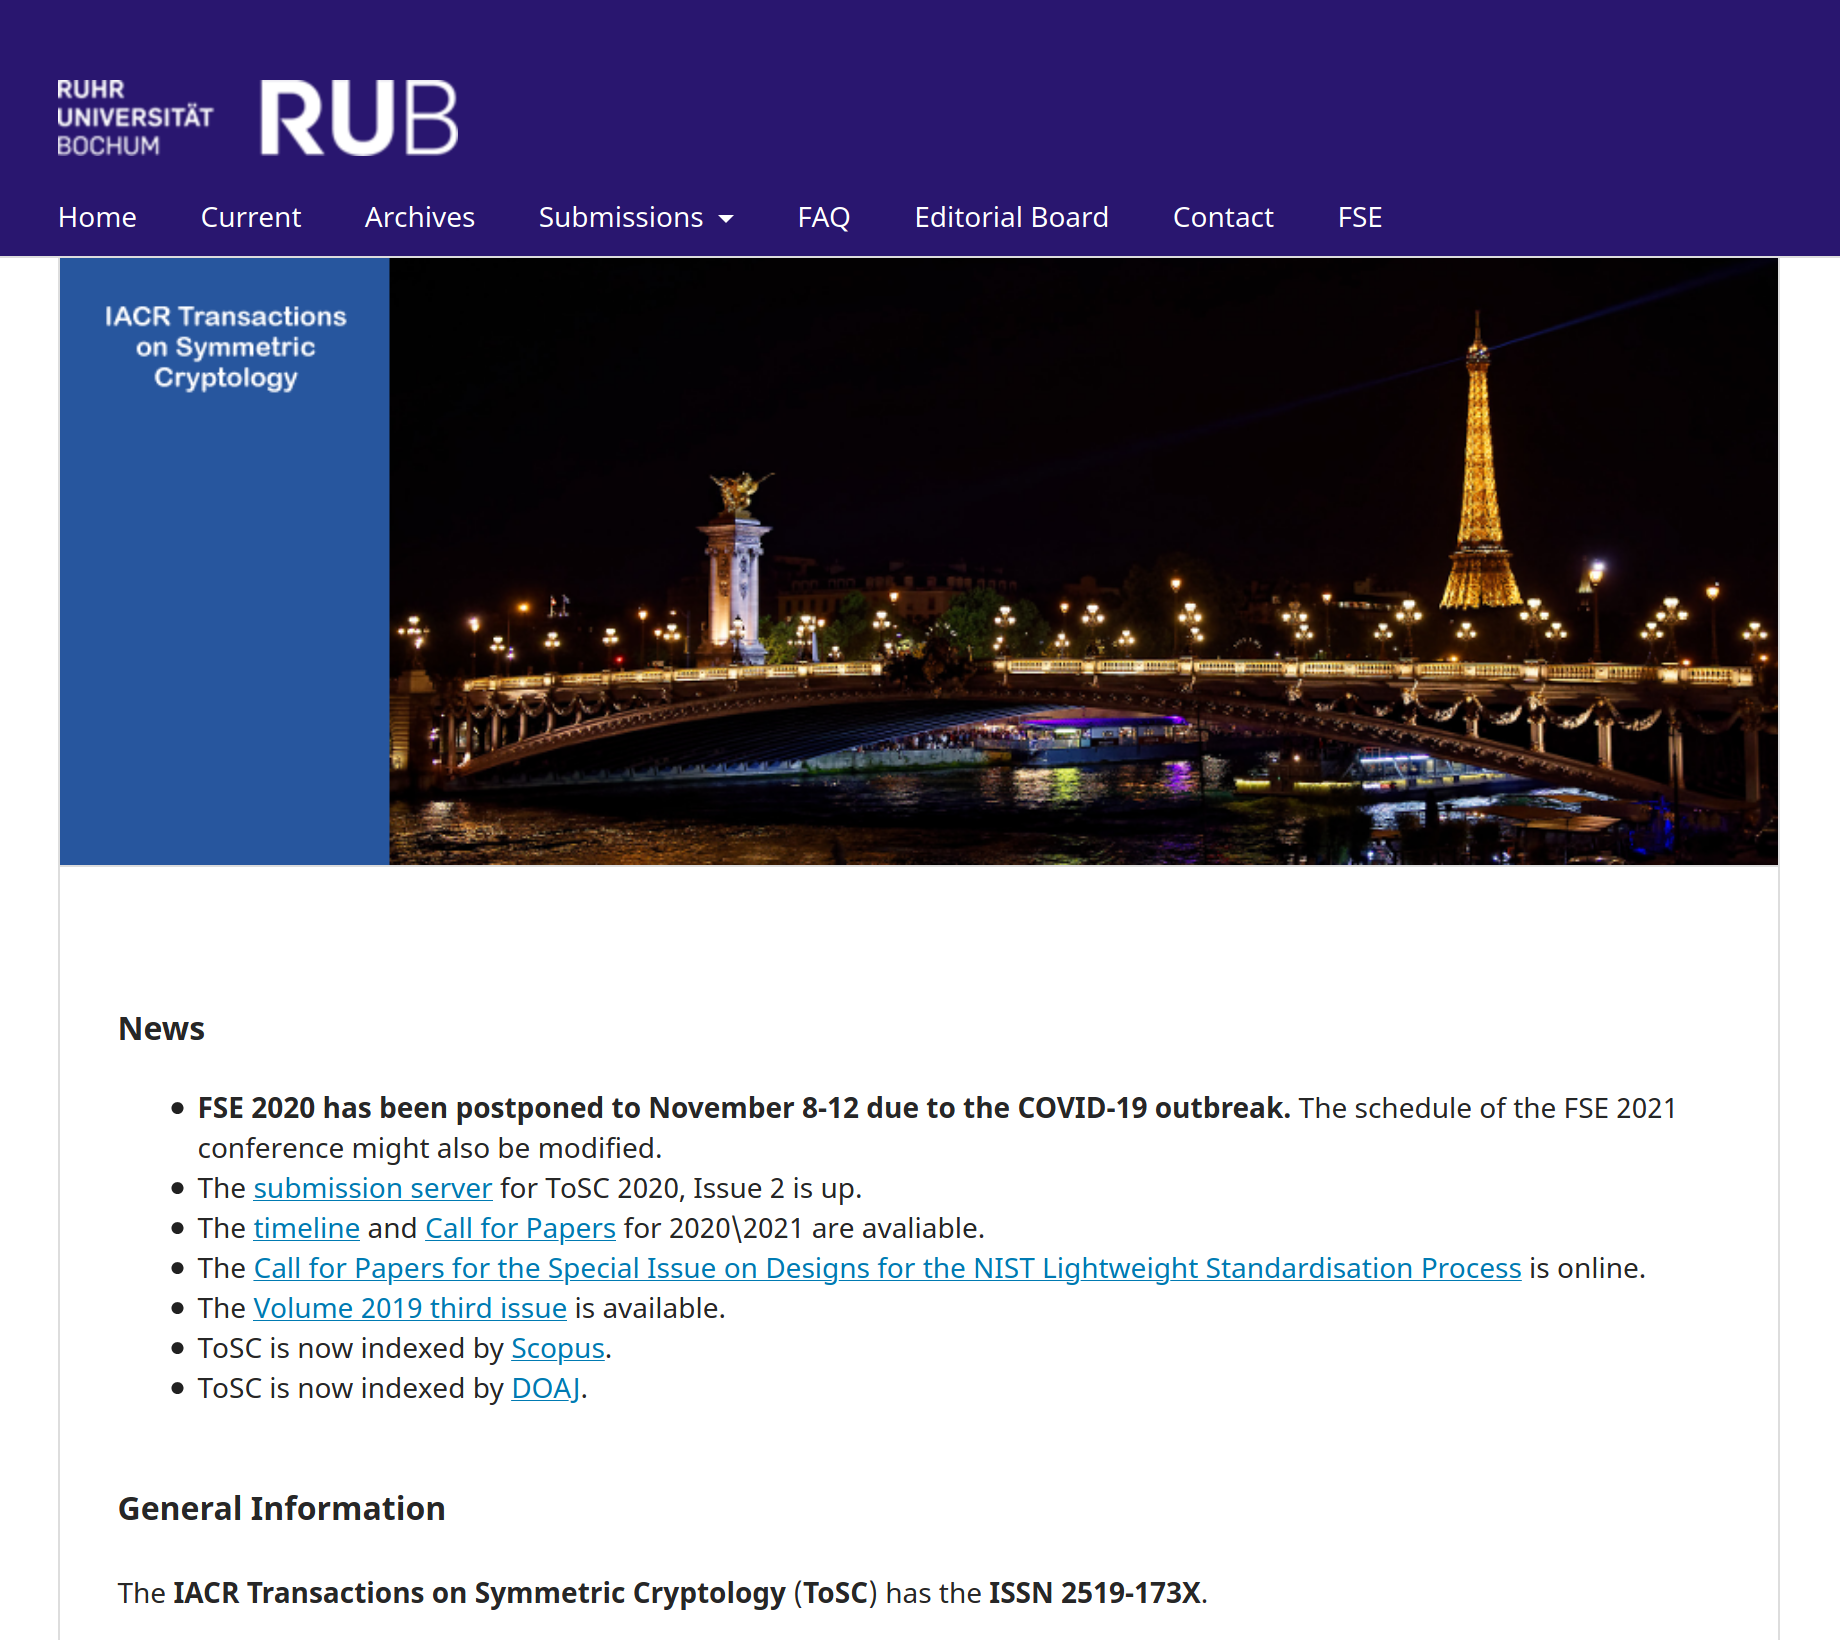 RUHR
UNIVERSITÄT
BOCHUM
RUB
Home Current Archives Submissions FAQ Editorial Board Contact FSE
IACR Transactions
on Symmetric
Cryptology
News
FSE 2020 has been postponed to November 8-12 due to the COVID-19 outbreak. The schedule of the FSE 2021
conference might also be modified.
The submission server for ToSC 2020, Issue 2 is up.
The timeline and Call for Papers for 2020\2021 are avaliable.
The Call for Papers for the Special Issue on Designs for the NIST Lightweight Standardisation Process is online.
The Volume 2019 third issue is available.
ToSC is now indexed by Scopus.
ToSC is now indexed by DOAJ.
General Information
The IACR Transactions on Symmetric Cryptology (ToSC) has the ISSN 2519-173X.